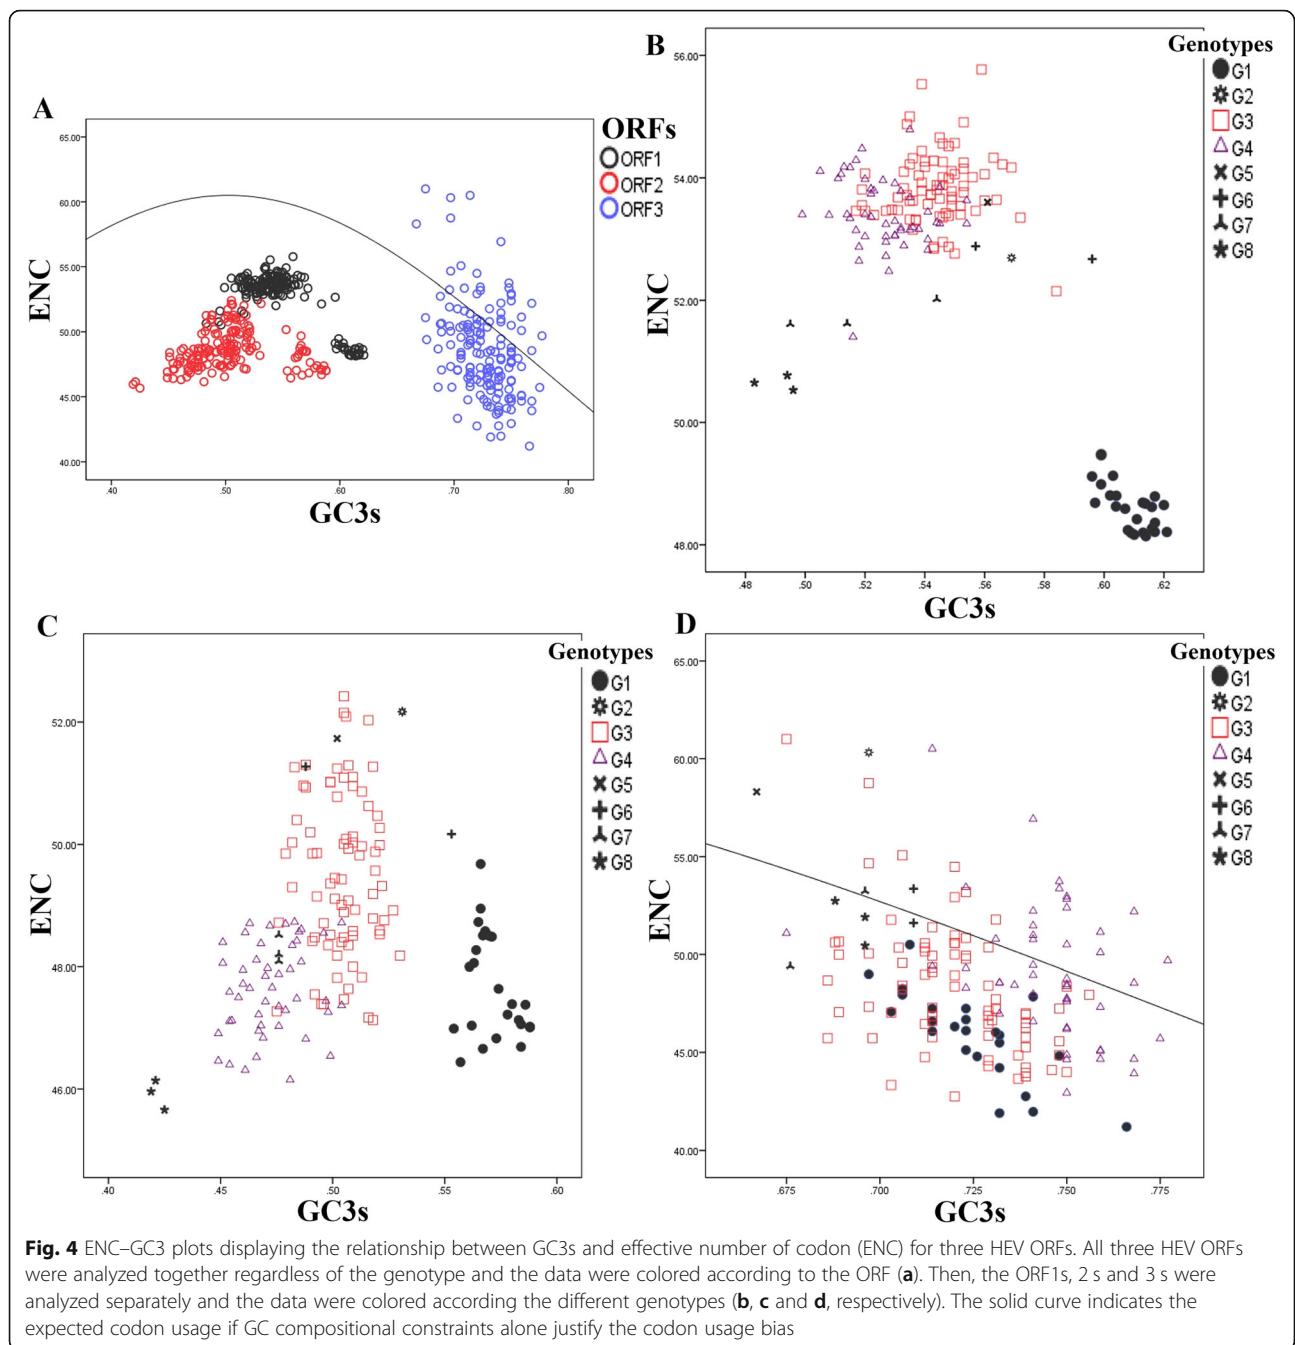 A
ENC
65.00
60.00
55.00
50.00
45.00
40.00
.40 .50 .60 .70 .80
GC3s
ORFs
ORF1
ORF2
ORF3
B
ENC
56.00
54.00
52.00
50.00
48.00
.48 .50 .52 .54 .56 .58 .60 .62
GC3s
Genotypes
G1
G2
G3
G4
G5
G6
G7
G8
C
ENC
52.00
50.00
48.00
46.00
.40 .45 .50 .55 .60
GC3s
Genotypes
G1
G2
G3
G4
G5
G6
G7
G8
D
ENC
65.00
60.00
55.00
50.00
45.00
40.00
.675 .700 .725 .750 .775
GC3s
Genotypes
G1
G2
G3
G4
G5
G6
G7
G8
Fig. 4 ENC–GC3 plots displaying the relationship between GC3s and effective number of codon (ENC) for three HEV ORFs. All three HEV ORFs
were analyzed together regardless of the genotype and the data were colored according to the ORF (a). Then, the ORF1s, 2 s and 3 s were
analyzed separately and the data were colored according the different genotypes (b, c and d, respectively). The solid curve indicates the
expected codon usage if GC compositional constraints alone justify the codon usage bias